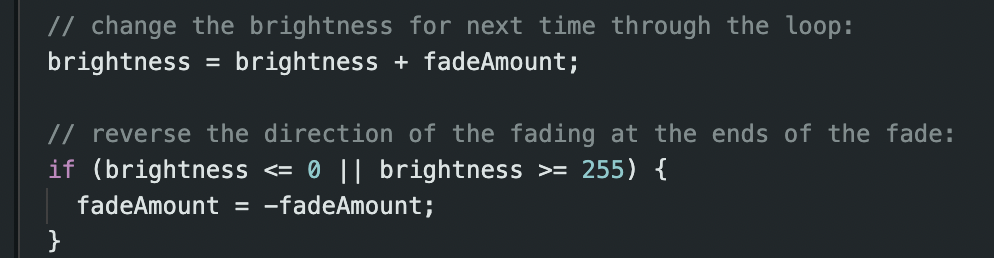 // change the brightness for next time through the loop:
brightness = brightness + fadeAmount;

// reverse the direction of the fading at the ends of the fade:
if (brightness <= 0 || brightness >= 255) {
  fadeAmount = -fadeAmount;
}